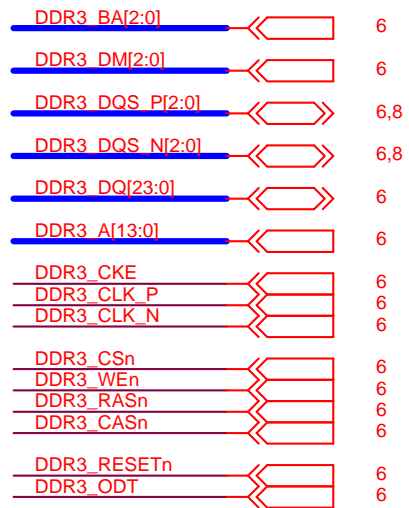 DDR3_BA[2:0] 6
DDR3_DM[2:0] 6
DDR3_DQS_P[2:0] 6,8
DDR3_DQS_N[2:0] 6,8
DDR3_DQ[23:0] 6
DDR3_A[13:0] 6
DDR3_CKE 6
DDR3_CLK_P 6
DDR3_CLK_N 6
DDR3_CSn 6
DDR3_WEn 6
DDR3_RASn 6
DDR3_CASn 6
DDR3_RESETn 6
DDR3_ODT 6